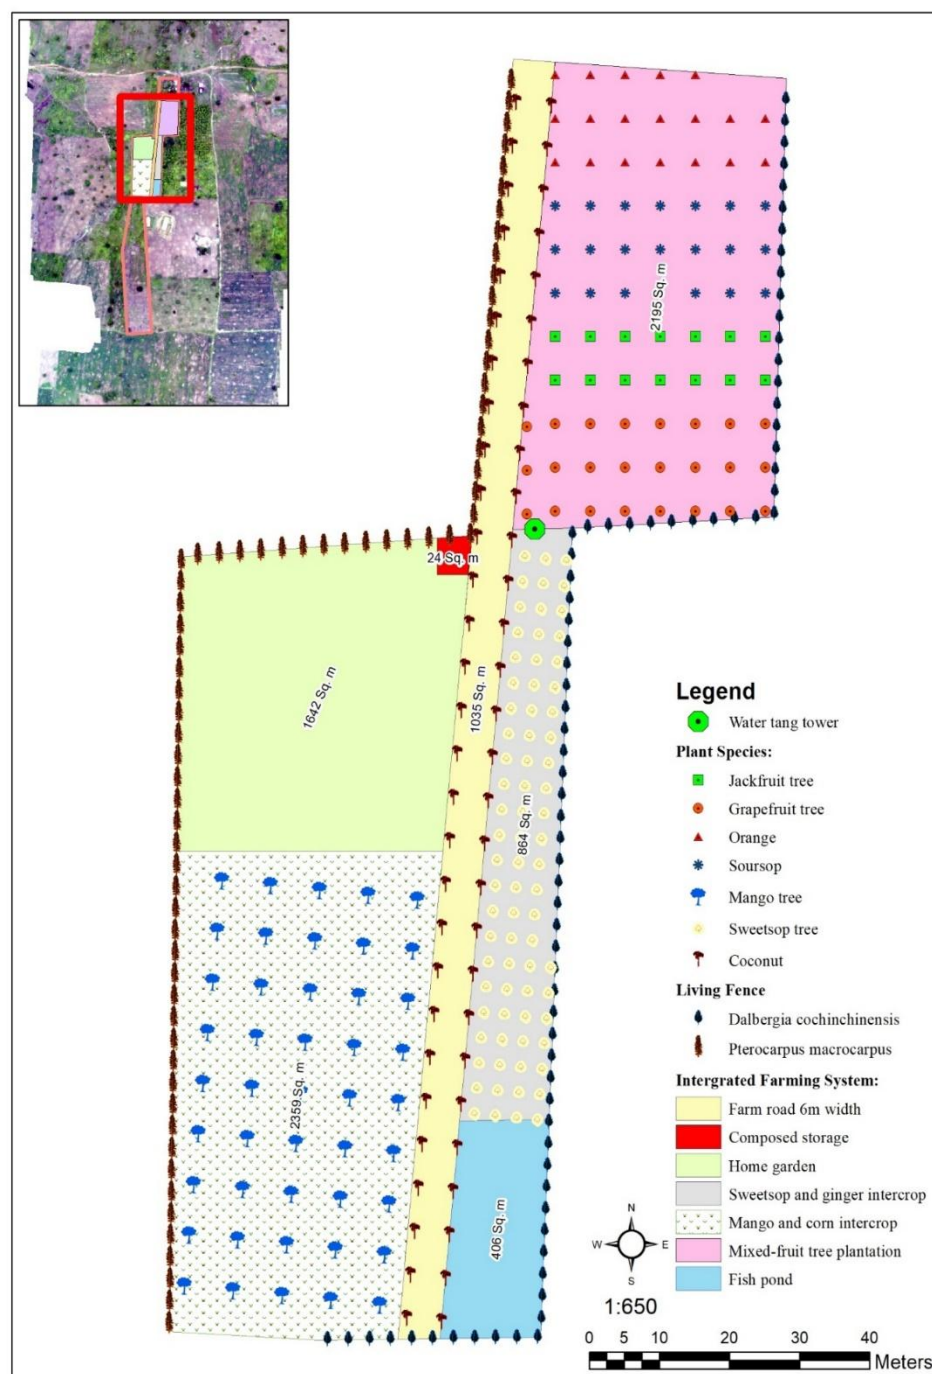 2195 Sq. m
24 Sq. m
1642 Sq. m
1035 Sq. m
864 Sq. m
2359 Sq. m
406 Sq. m
Legend
Water tang tower
Plant Species:
Jackfruit tree
Grapefruit tree
Orange
Soursop
Mango tree
Sweetsop tree
Coconut
Living Fence
Dalbergia cochinchinensis
Pterocarpus macrocarpus
Intergrated Farming System:
Farm road 6m width
Composed storage
Home garden
Sweetsop and ginger intercrop
Mango and corn intercrop
Mixed-fruit tree plantation
Fish pond
N
W E
S
1:650
0 5 10 20 30 40
Meters